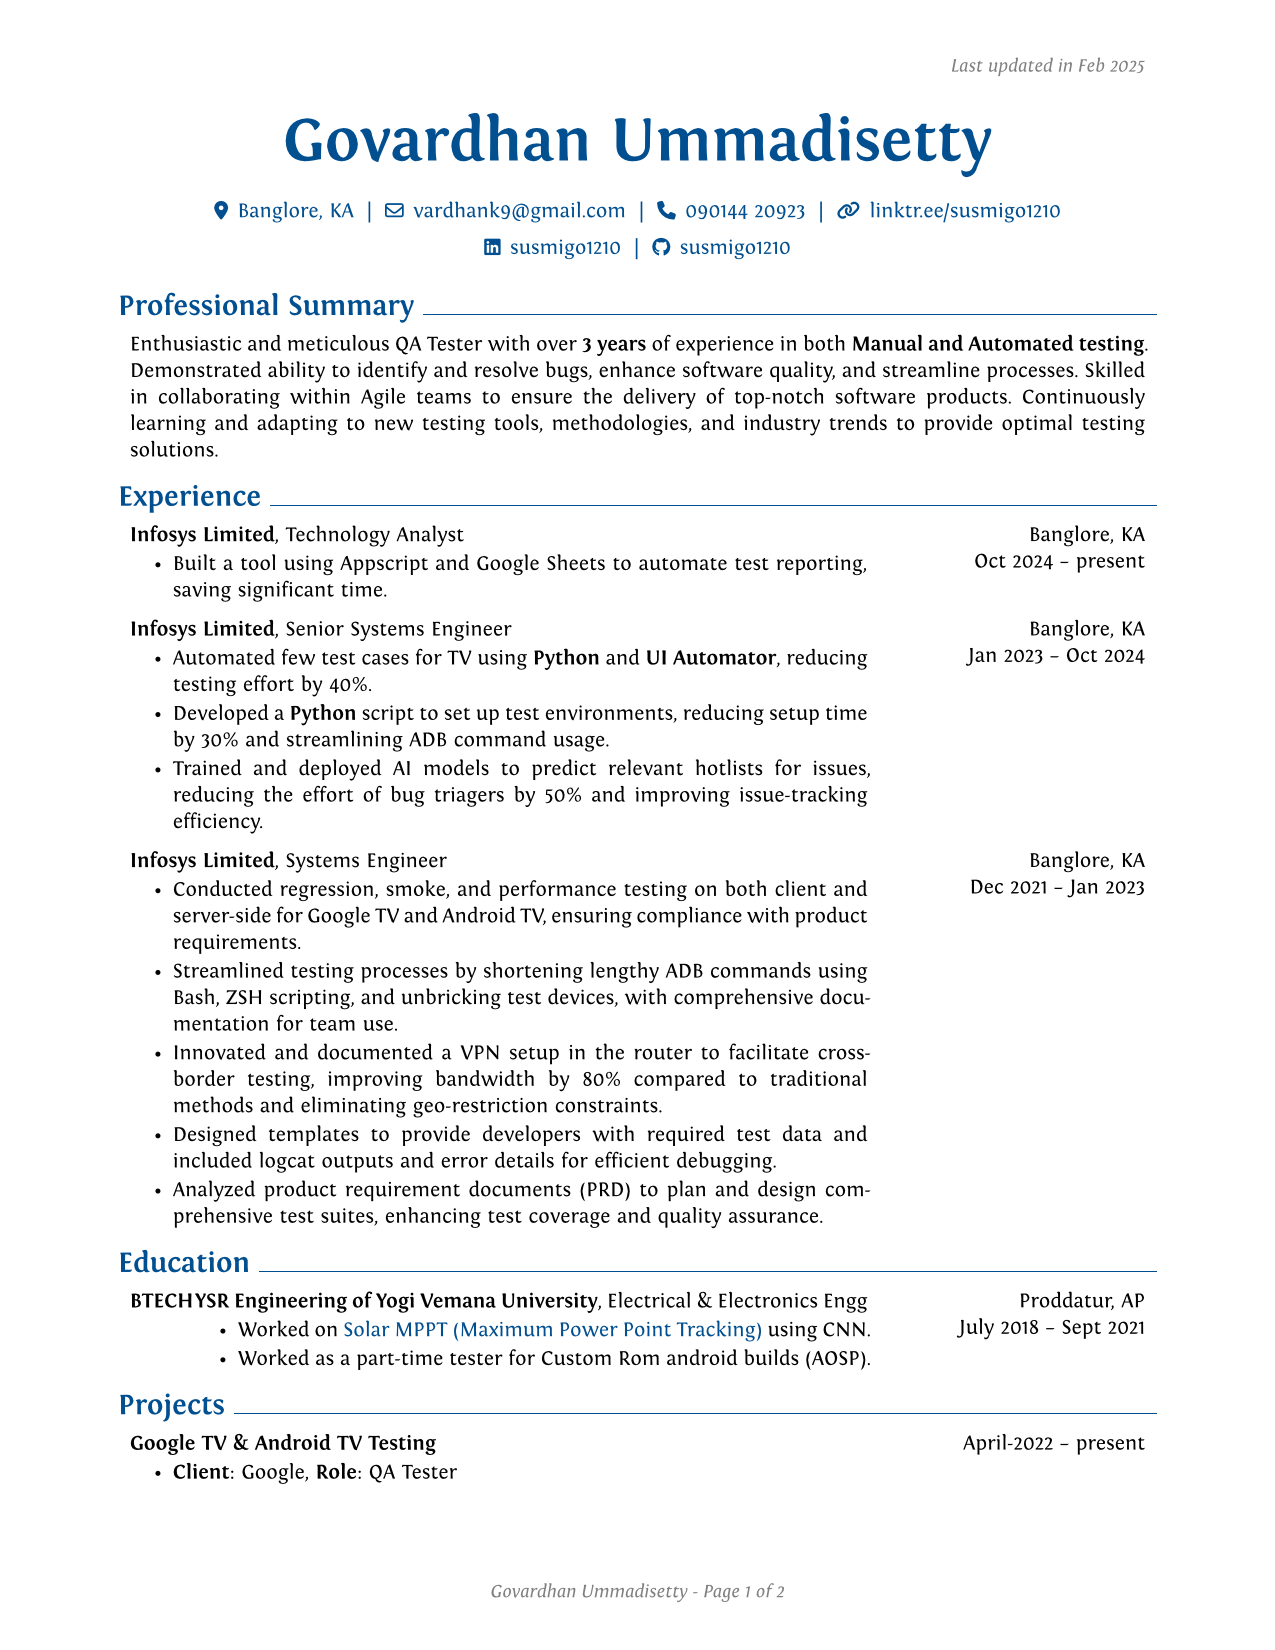 Last updated in Feb 2025
Govardhan Ummadisetty
Banglore, KA | vardhank9@gmail.com | 090144 20923 | linktr.ee/susmigo1210
susmigo1210 | susmigo1210
Professional Summary
Enthusiastic and meticulous QA Tester with over 3 years of experience in both Manual and Automated testing.
Demonstrated ability to identify and resolve bugs, enhance software quality, and streamline processes. Skilled
in collaborating within Agile teams to ensure the delivery of top-notch software products. Continuously
learning and adapting to new testing tools, methodologies, and industry trends to provide optimal testing
solutions.
Experience
Infosys Limited, Technology Analyst
Banglore, KA
Oct 2024 – present
• Built a tool using Appscript and Google Sheets to automate test reporting,
saving significant time.
Infosys Limited, Senior Systems Engineer
Banglore, KA
Jan 2023 – Oct 2024
• Automated few test cases for TV using Python and UI Automator, reducing
testing effort by 40%.
• Developed a Python script to set up test environments, reducing setup time
by 30% and streamlining ADB command usage.
• Trained and deployed AI models to predict relevant hotlists for issues,
reducing the effort of bug triagers by 50% and improving issue-tracking
efficiency.
Infosys Limited, Systems Engineer
Banglore, KA
Dec 2021 – Jan 2023
• Conducted regression, smoke, and performance testing on both client and
server-side for Google TV and Android TV, ensuring compliance with product
requirements.
• Streamlined testing processes by shortening lengthy ADB commands using
Bash, ZSH scripting, and unbricking test devices, with comprehensive docu-
mentation for team use.
• Innovated and documented a VPN setup in the router to facilitate cross-
border testing, improving bandwidth by 80% compared to traditional
methods and eliminating geo-restriction constraints.
• Designed templates to provide developers with required test data and
included logcat outputs and error details for efficient debugging.
• Analyzed product requirement documents (PRD) to plan and design com-
prehensive test suites, enhancing test coverage and quality assurance.
Education
BTECH YSR Engineering of Yogi Vemana University, Electrical & Electronics Engg
Proddatur, AP
July 2018 – Sept 2021
• Worked on Solar MPPT (Maximum Power Point Tracking) using CNN.
• Worked as a part-time tester for Custom Rom android builds (AOSP).
Projects
Google TV & Android TV Testing
April-2022 – present
• Client: Google, Role: QA Tester
Govardhan Ummadisetty - Page 1 of 2